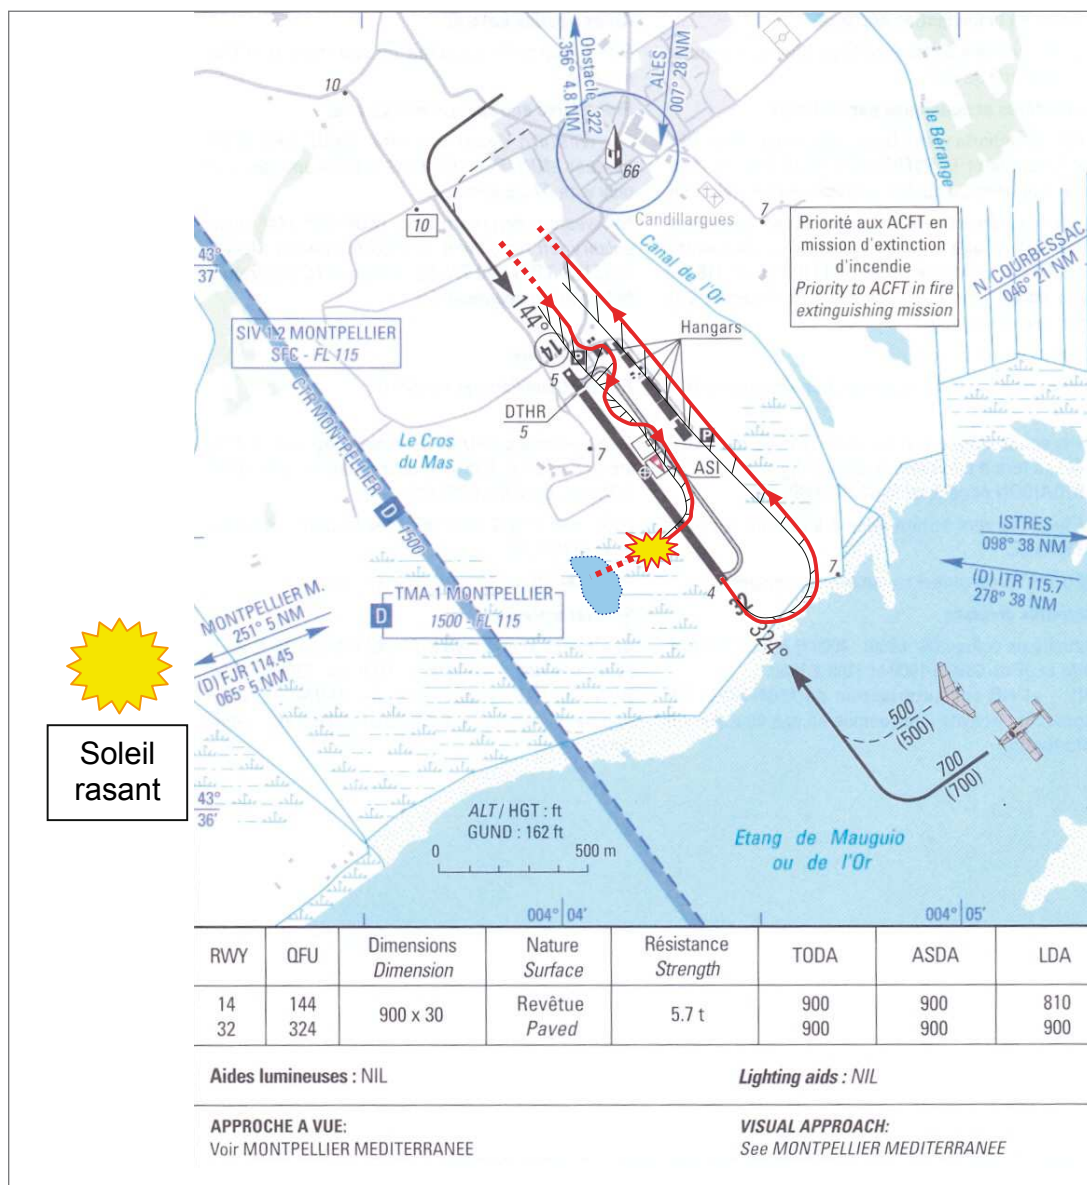 Obstacle 322
356° 4.8 NM
ALES
007° 28 NM
10
66
le Bérange
Candillargues
7
10
Priorité aux ACFT en
mission d'extinction
d'incendie
Priority to ACFT in fire
extinguishing mission
43°
37'
Canal de l'Or
N. COURBESSAC
046° 21 NM
SIV 1.2 MONTPELLIER
SFC - FL 115
144°
14
Hangars
P
5
CTR MONTPELLIER
DTHR
5
P
Le Cros
du Mas
7
ASI
D
1500
ISTRES
098° 38 NM
(D) ITR 115.7
278° 38 NM
7
4
32
324°
TMA 1 MONTPELLIER
D
1500 - FL 115
MONTPELLIER M.
251° 5 NM
(D) FJR 114.45
065° 5 NM
500
(500)
700
(700)
Soleil
rasant
43°
36'
ALT / HGT : ft
GUND : 162 ft
0 500 m
Etang de Mauguio
ou de l'Or
004° 04' 004° 05'
RWY QFU Dimensions Nature Résistance TODA ASDA LDA
Dimension Surface Strength
14 144 900 x 30 Revêtue 5.7 t 900 900 810
32 324 Paved 900 900 900
Aides lumineuses : NIL Lighting aids : NIL
APPROCHE A VUE: VISUAL APPROACH:
Voir MONTPELLIER MEDITERRANEE See MONTPELLIER MEDITERRANEE